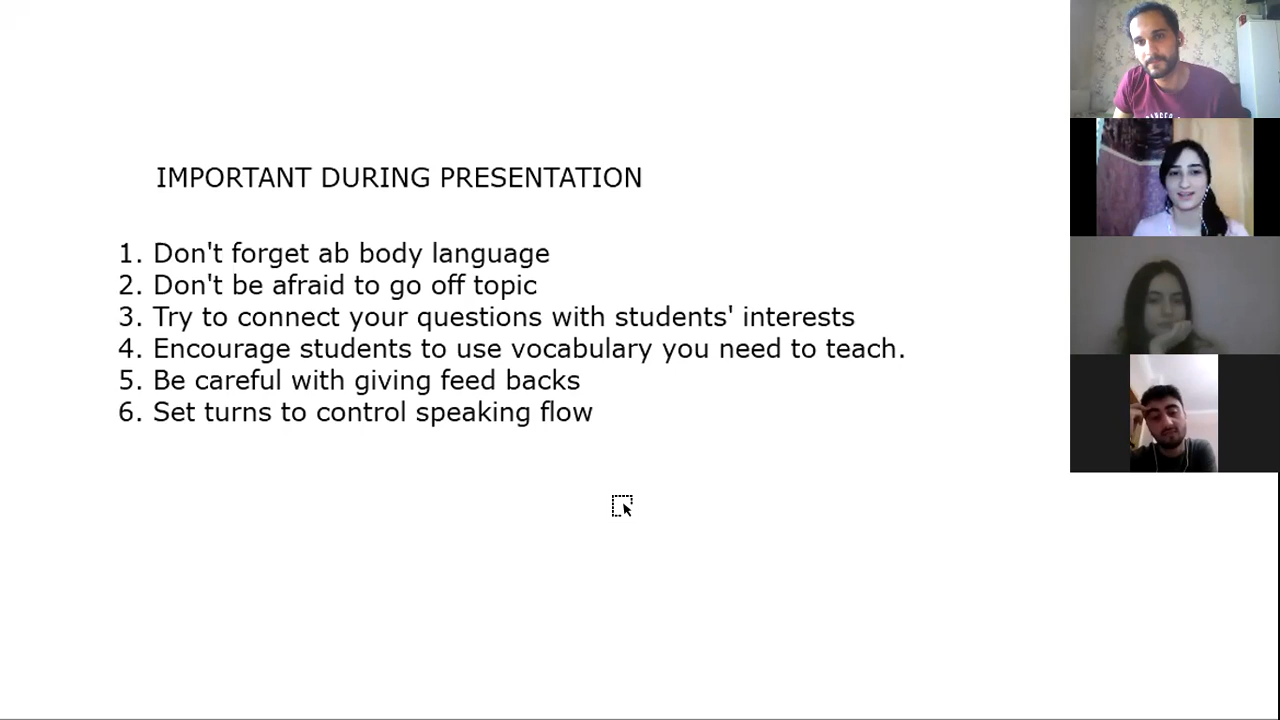 IMPORTANT DURING PRESENTATION
1. Don't forget ab body language
2. Don't be afraid to go off topic
3. Try to connect your questions with students' interests
4. Encourage students to use vocabulary you need to teach.
5. Be careful with giving feed backs
6. Set turns to control speaking flow